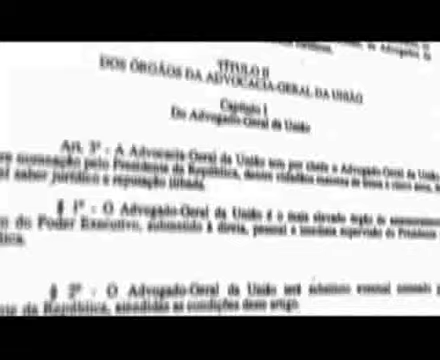 TÍTULO II
DOS ÓRGÃOS DA ADVOCACIA-GERAL DA UNIÃO
Capítulo I
Do Advogado-Geral da União
Art. 3º - A Advocacia-Geral da União tem por chefe o Advogado-Geral da União
nomeação pelo Presidente da República, dentre cidadãos maiores de trinta e cinco anos
saber jurídico e reputação ilibada.
§ 1º - O Advogado-Geral da União é o mais elevado órgão de
do Poder Executivo, submetido à direta, pessoal e imediata supervisão do Presidente
§ 2º - O Advogado-Geral da União terá substituto eventual
da República, atendidas as condições deste artigo.